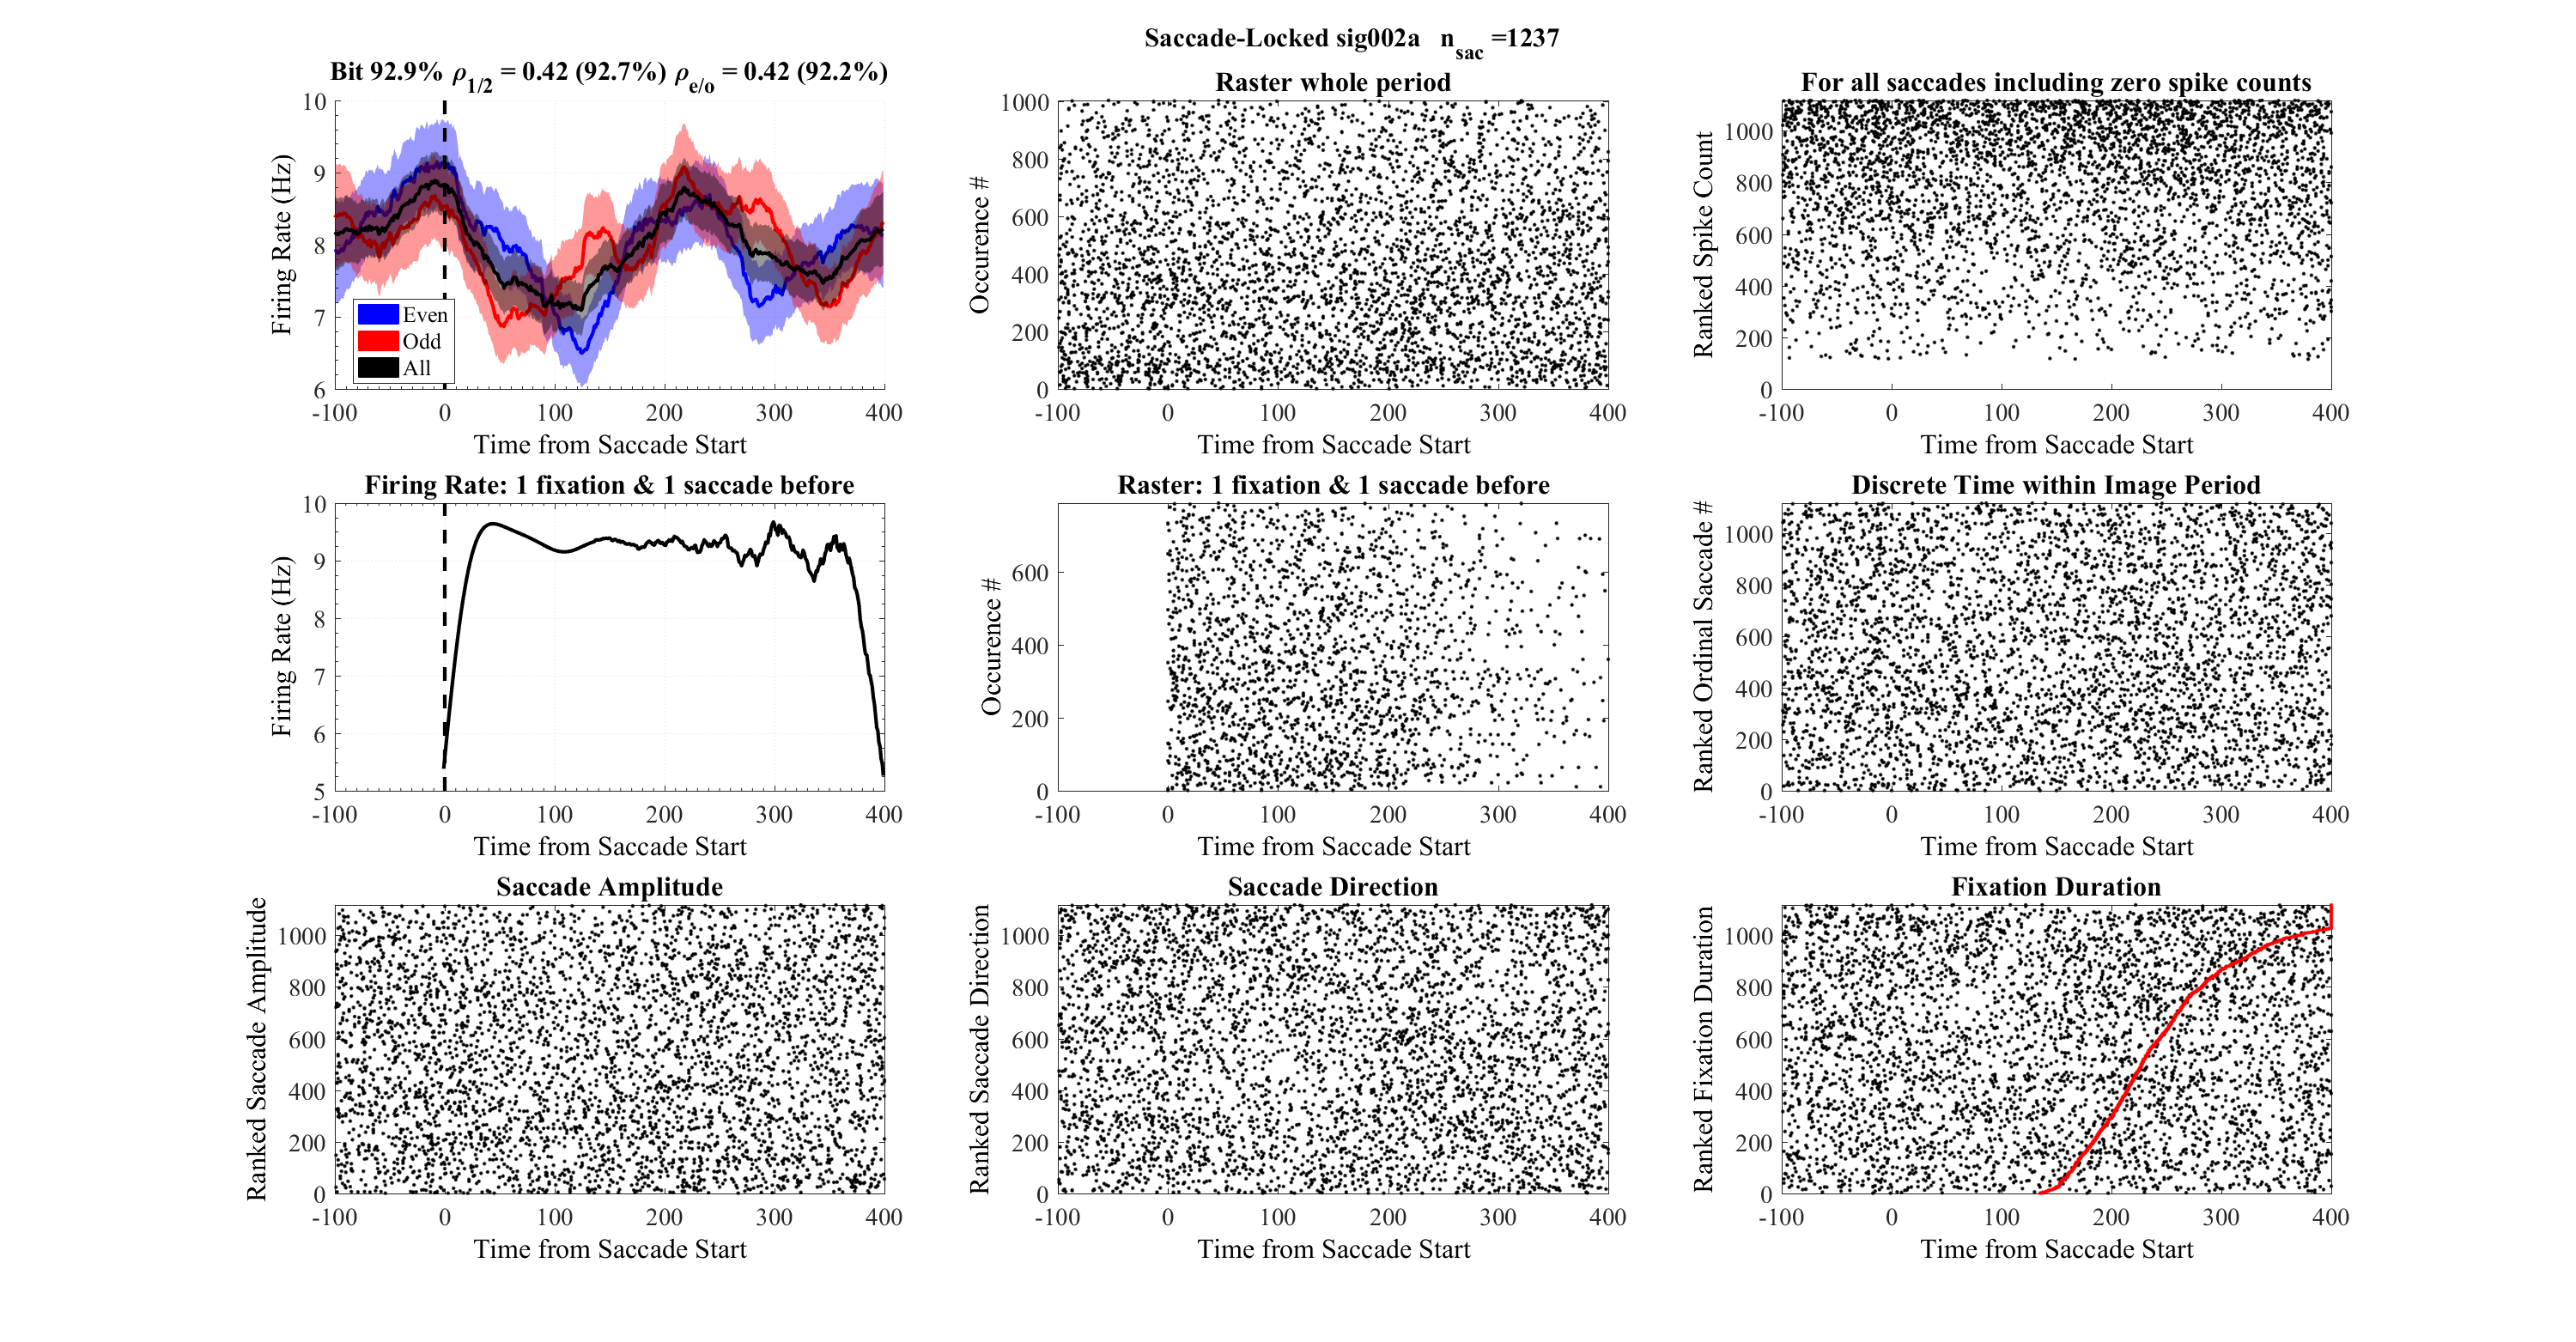 Saccade-Locked sig002a n_sac =1237
Bit 92.9% ρ_1/2 = 0.42 (92.7%) ρ_e/o = 0.42 (92.2%)
Firing Rate (Hz)
10
9
8
7
6
Even
Odd
All
-100 0 100 200 300 400
Time from Saccade Start
Raster whole period
Occurence #
1000
800
600
400
200
0
-100 0 100 200 300 400
Time from Saccade Start
For all saccades including zero spike counts
Ranked Spike Count
1000
800
600
400
200
0
-100 0 100 200 300 400
Time from Saccade Start
Firing Rate: 1 fixation & 1 saccade before
Firing Rate (Hz)
10
9
8
7
6
5
-100 0 100 200 300 400
Time from Saccade Start
Raster: 1 fixation & 1 saccade before
Occurence #
600
400
200
0
-100 0 100 200 300 400
Time from Saccade Start
Discrete Time within Image Period
Ranked Ordinal Saccade #
1000
800
600
400
200
0
-100 0 100 200 300 400
Time from Saccade Start
Saccade Amplitude
Ranked Saccade Amplitude
1000
800
600
400
200
0
-100 0 100 200 300 400
Time from Saccade Start
Saccade Direction
Ranked Saccade Direction
1000
800
600
400
200
0
-100 0 100 200 300 400
Time from Saccade Start
Fixation Duration
Ranked Fixation Duration
1000
800
600
400
200
0
-100 0 100 200 300 400
Time from Saccade Start